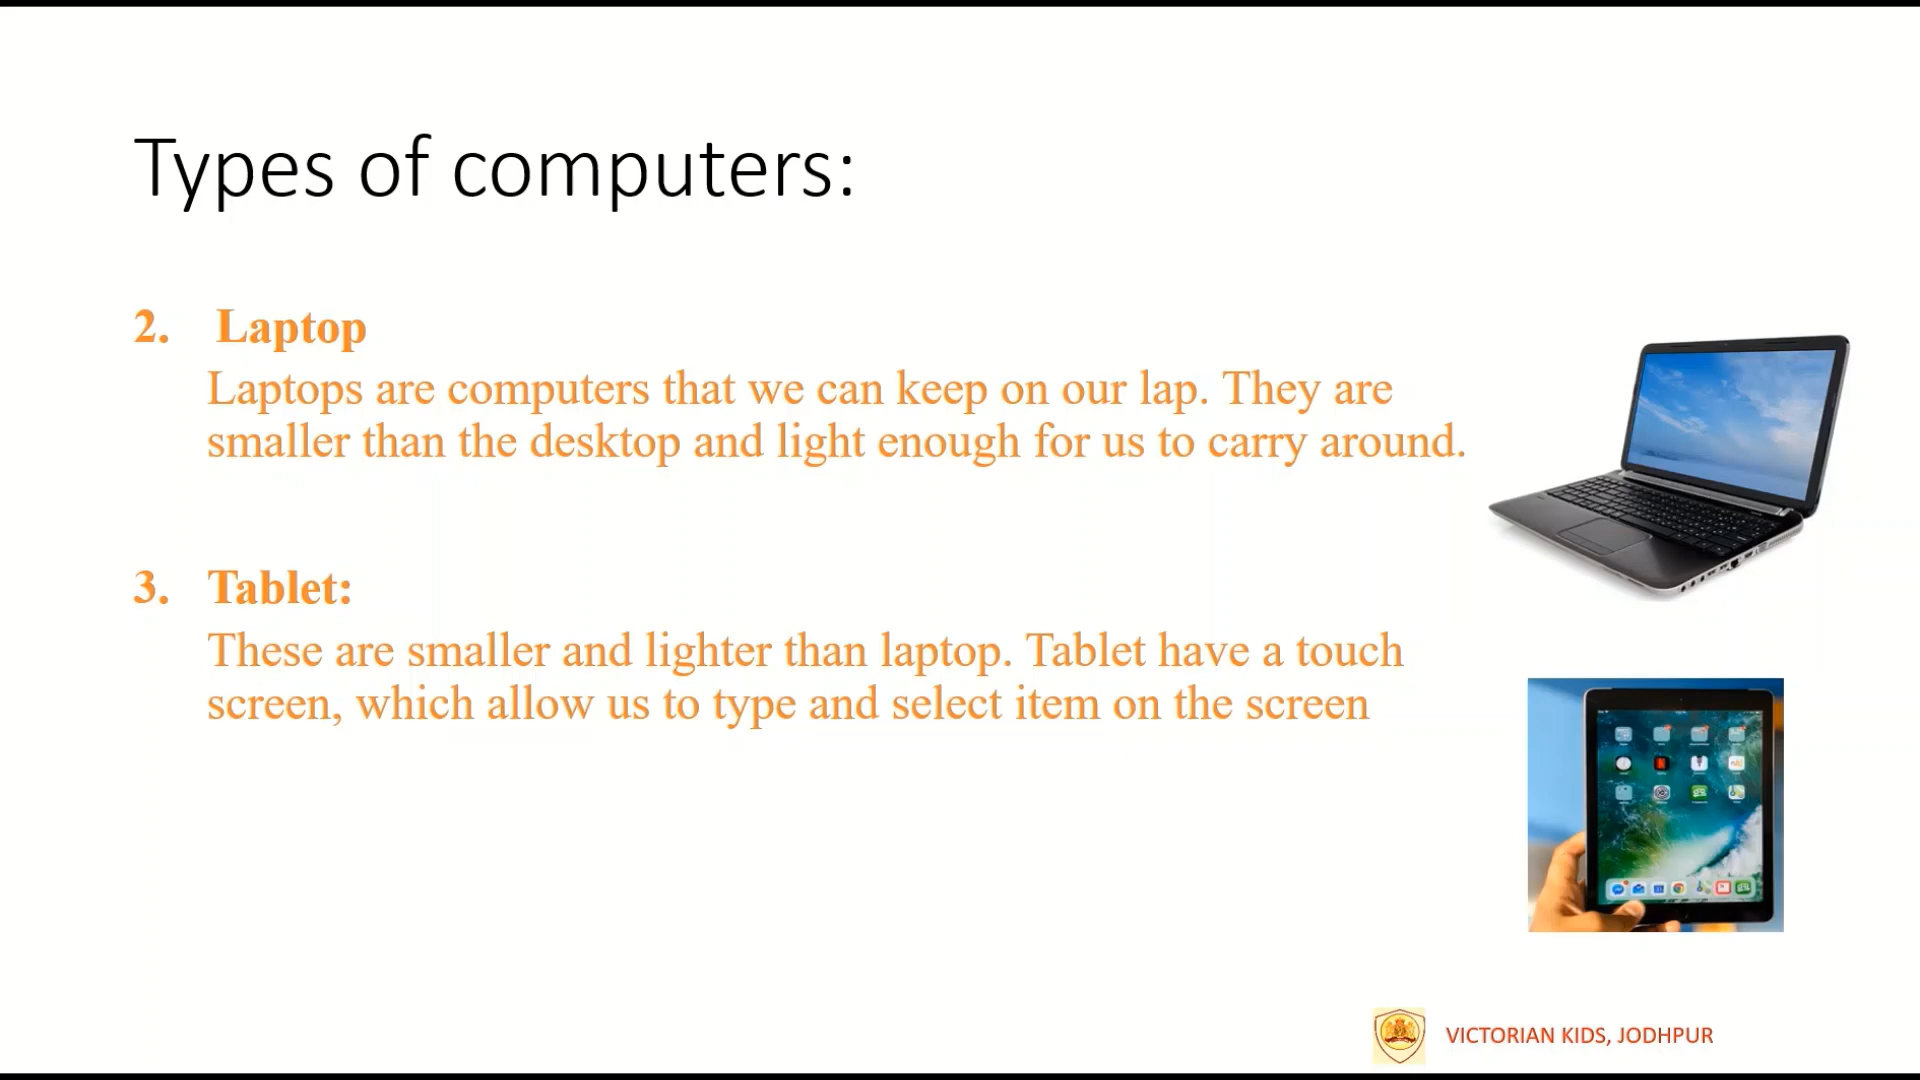 Types of computers:
2. Laptop
Laptops are computers that we can keep on our lap. They are
smaller than the desktop and light enough for us to carry around.
3. Tablet:
These are smaller and lighter than laptop. Tablet have a touch
screen, which allow us to type and select item on the screen
VICTORIAN KIDS, JODHPUR